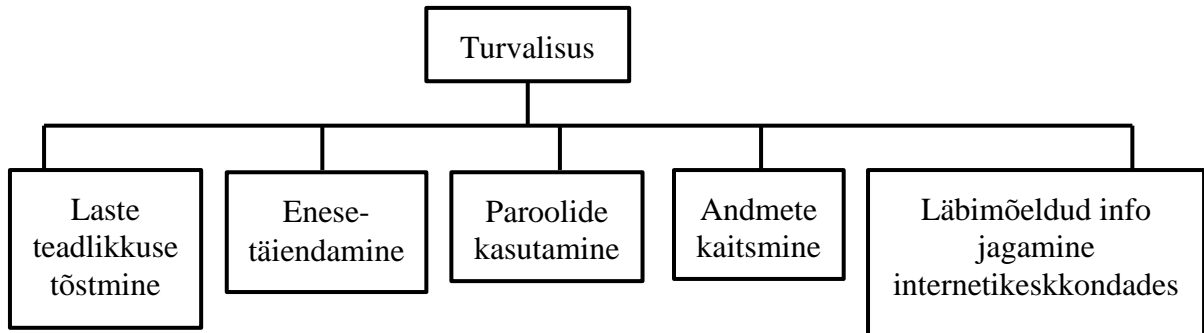 Turvalisus
Laste
teadlikkuse
tõstmine
Enese-
täiendamine
Paroolide
kasutamine
Andmete
kaitsmine
Läbimõeldud info
jagamine
internetikeskkondades